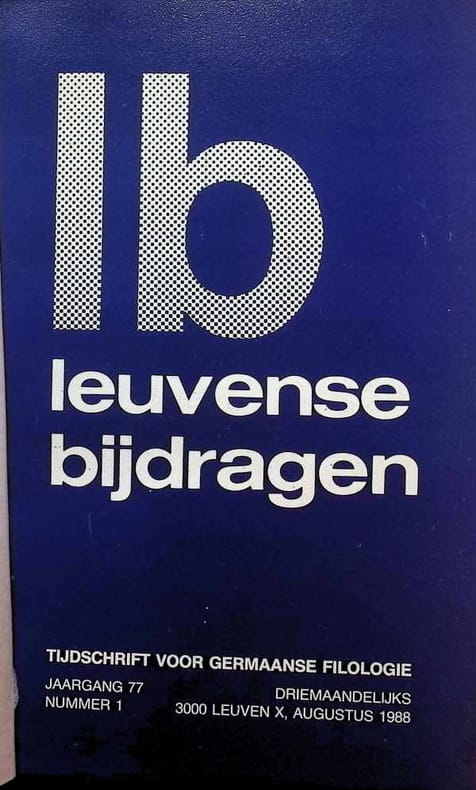 lb
leuvense
bijdragen
TIJDSCHRIFT VOOR GERMAANSE FILOLOGIE
JAARGANG 77
DRIEMAANDELIJKS
NUMMER 1
3000 LEUVEN X, AUGUSTUS 1988